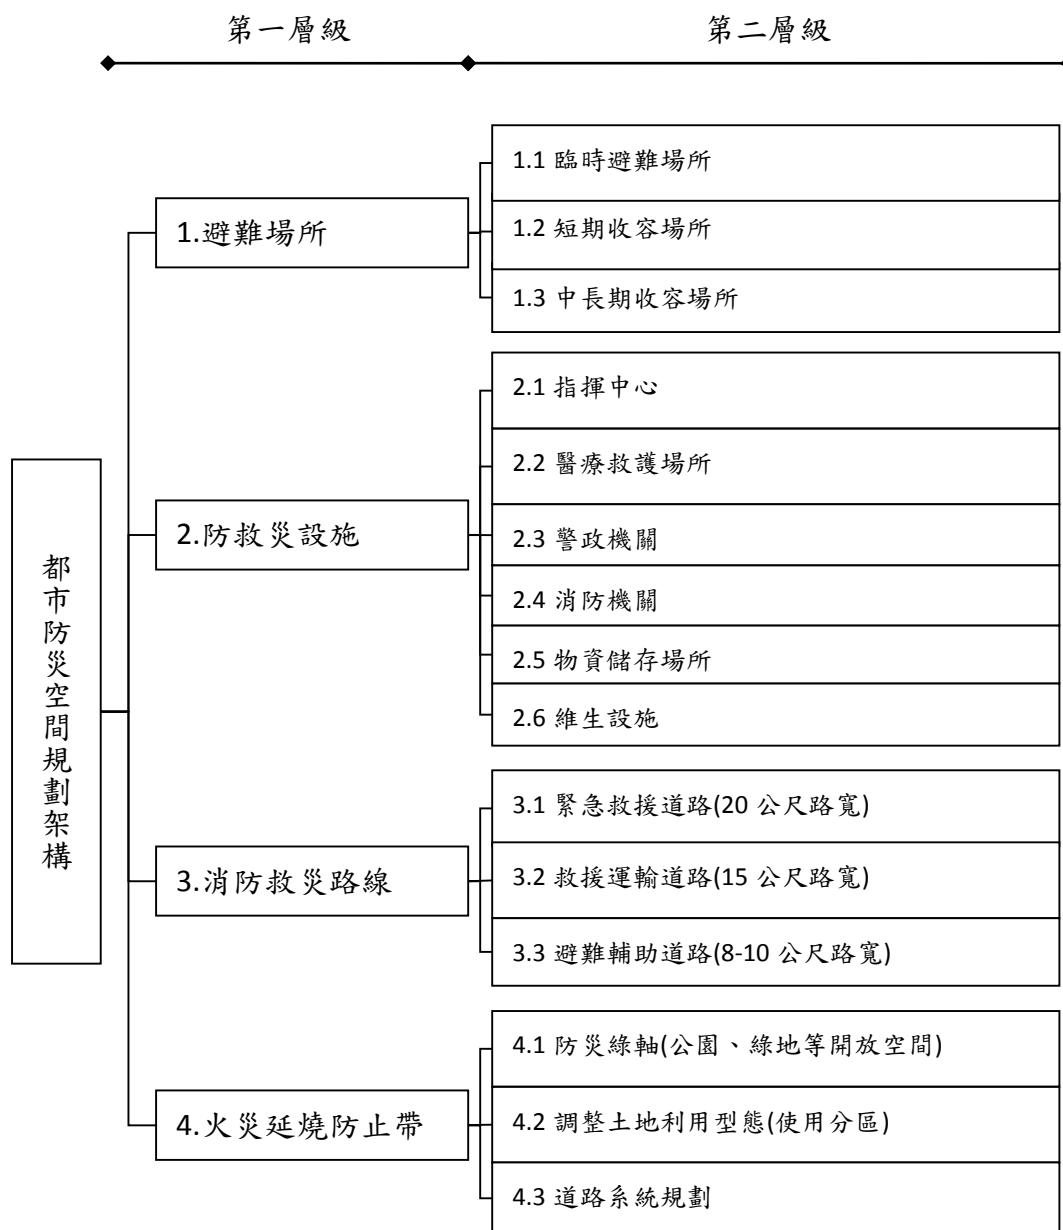 第一層級
第二層級
都市防災空間規劃架構
1.避難場所
1.1 臨時避難場所
1.2 短期收容場所
1.3 中長期收容場所
2.防救災設施
2.1 指揮中心
2.2 醫療救護場所
2.3 警政機關
2.4 消防機關
2.5 物資儲存場所
2.6 維生設施
3.消防救災路線
3.1 緊急救援道路(20 公尺路寬)
3.2 救援運輸道路(15 公尺路寬)
3.3 避難輔助道路(8-10 公尺路寬)
4.火災延燒防止帶
4.1 防災綠軸(公園、綠地等開放空間)
4.2 調整土地利用型態(使用分區)
4.3 道路系統規劃